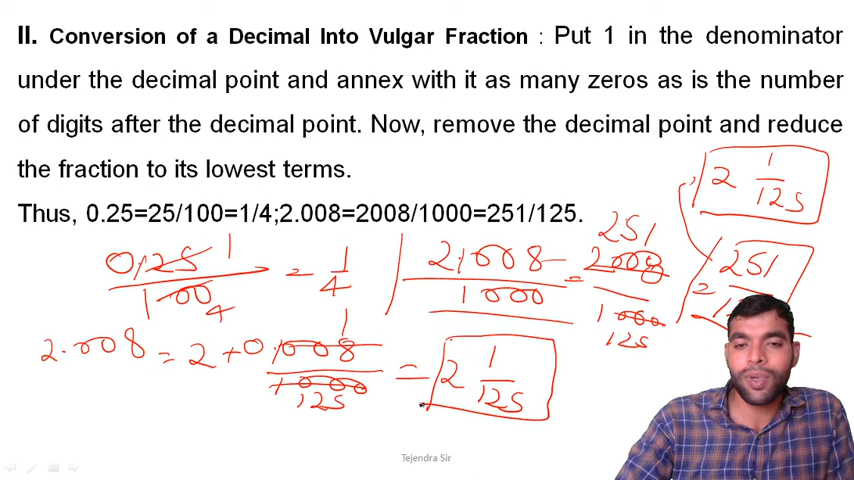 II. Conversion of a Decimal Into Vulgar Fraction : Put 1 in the denominator
under the decimal point and annex with it as many zeros as is the number
of digits after the decimal point. Now, remove the decimal point and reduce
the fraction to its lowest terms.
Thus, 0.25=25/100=1/4;2.008=2008/1000=251/125.
2 1/125
0.25 1
100 4
= 1/4
2.008
1000
=
251
2008
1000
125
= 251
2.008 = 2 + 0.008 1
1000
125
= 2 1/125
Tejendra Sir